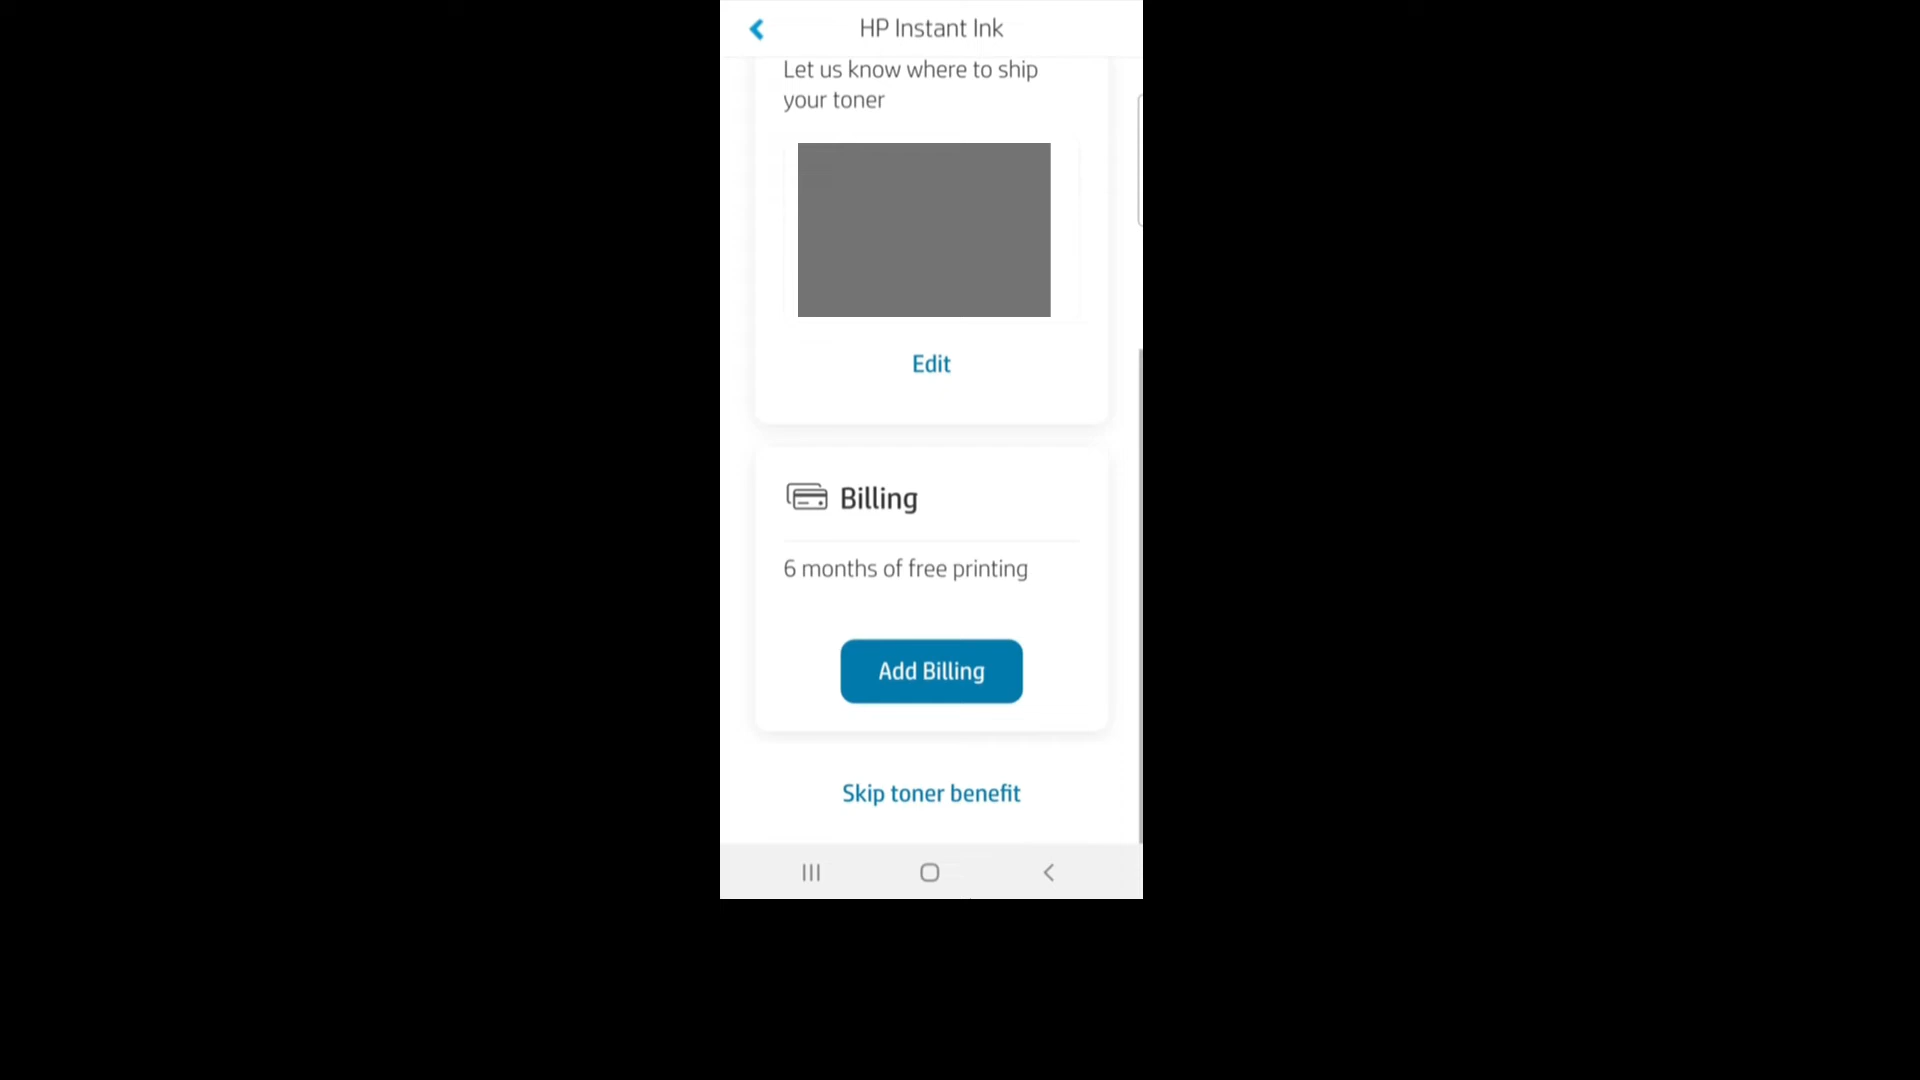 HP Instant Ink
Let us know where to ship
your toner
Edit
Billing
6 months of free printing
Add Billing
Skip toner benefit